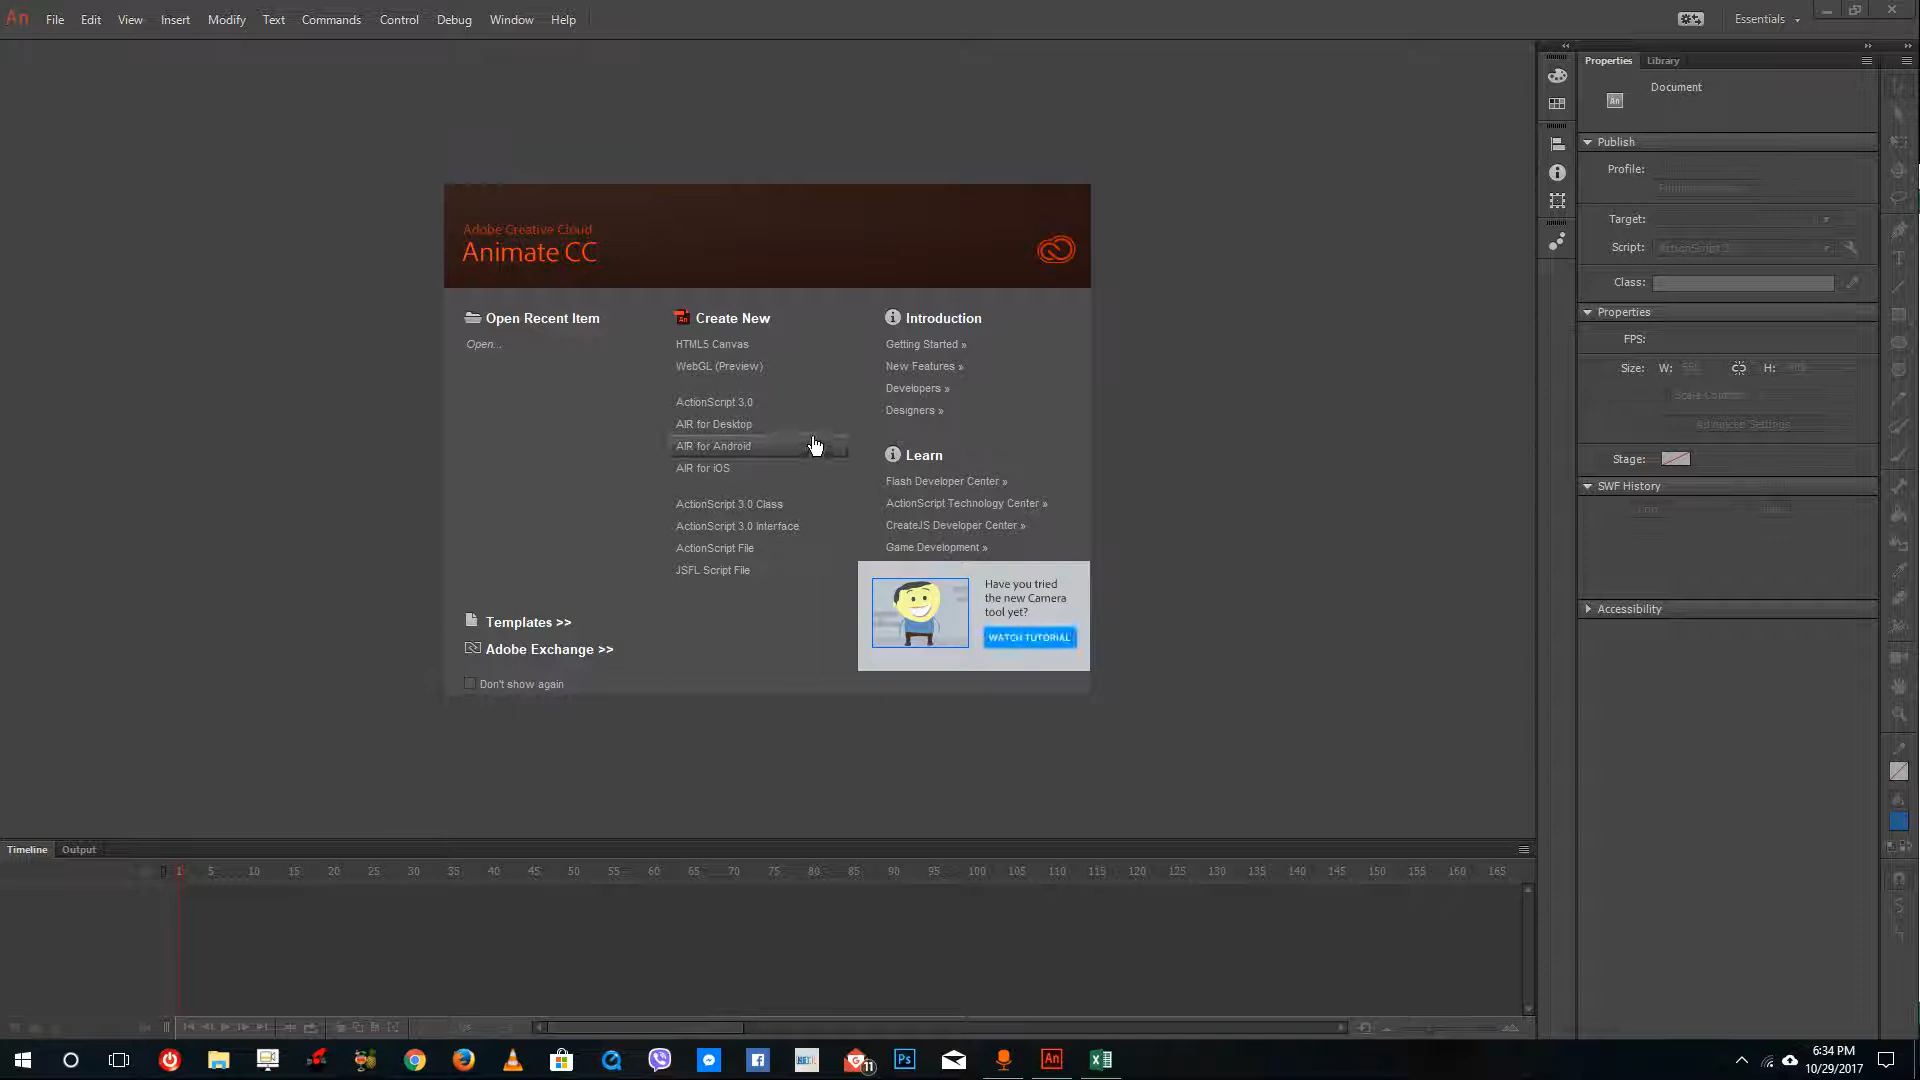 An File Edit View Insert Modify Text Commands Control Debug Window Help Essentials
Properties Library
An Document
Publish
Profile:
Target:
Script: ActionScript 3
Class:
Properties
FPS:
Size: W: H:
Advanced Settings
Stage:
SWF History
Accessibility
Adobe Creative Cloud
Animate CC
Open Recent Item
Open...
Templates >>
Adobe Exchange >>
Don't show again
Create New
HTML5 Canvas
WebGL (Preview)
ActionScript 3.0
AIR for Desktop
AIR for Android
AIR for iOS
ActionScript 3.0 Class
ActionScript 3.0 Interface
ActionScript File
JSFL Script File
Introduction
Getting Started »
New Features »
Developers »
Designers »
Learn
Flash Developer Center »
ActionScript Technology Center »
CreateJS Developer Center »
Game Development »
Have you tried
the new Camera
tool yet?
WATCH TUTORIAL
Timeline Output
1 5 10 15 20 25 30 35 40 45 50 55 60 65 70 75 80 85 90 95 100 105 110 115 120 125 130 135 140 145 150 155 160 165
11 Ps An
6:34 PM
10/29/2017